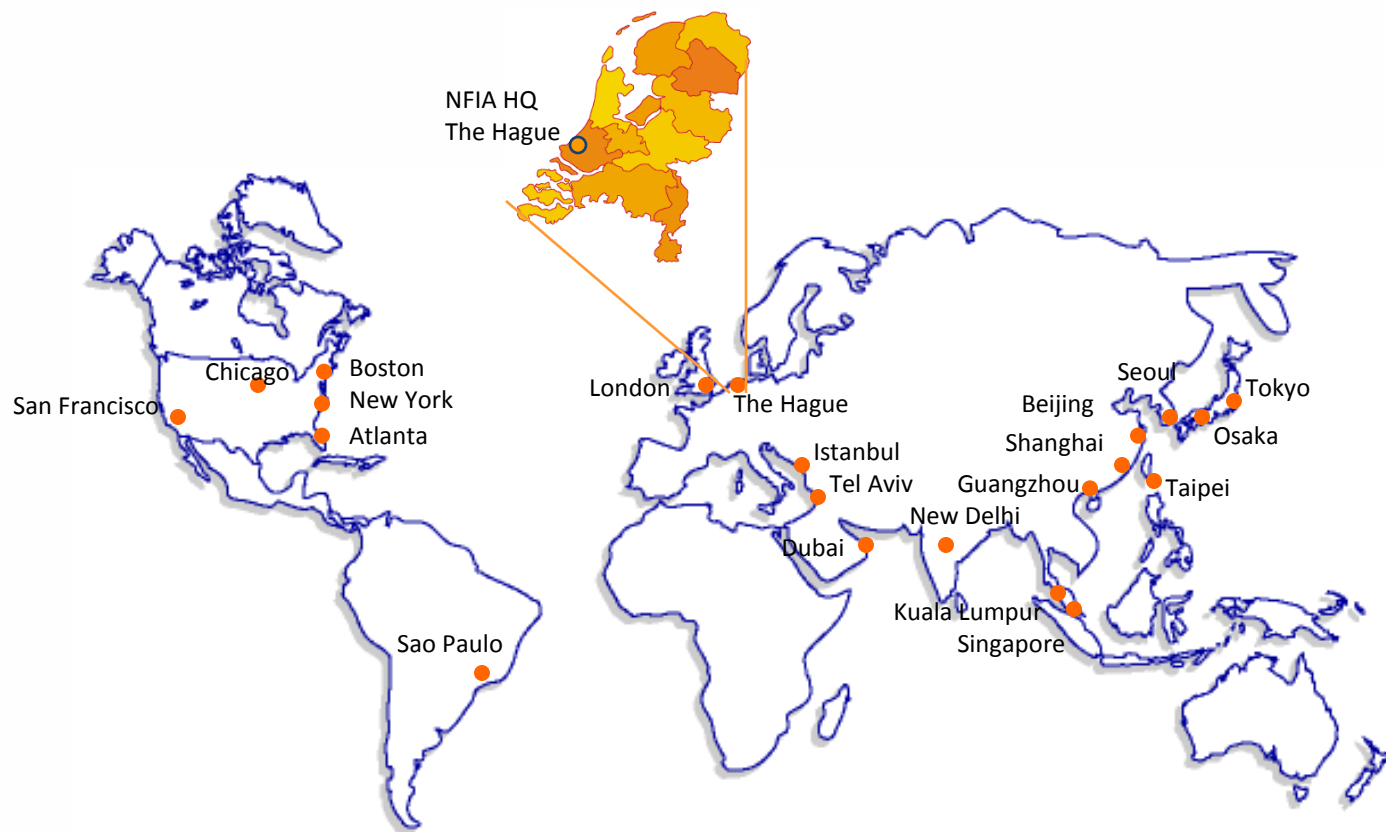 NFIA HQ
The Hague
Chicago
Boston
San Francisco
New York
Atlanta
Sao Paulo
London
The Hague
Istanbul
Tel Aviv
Dubai
New Delhi
Seoul
Tokyo
Beijing
Osaka
Shanghai
Guangzhou
Taipei
Kuala Lumpur
Singapore